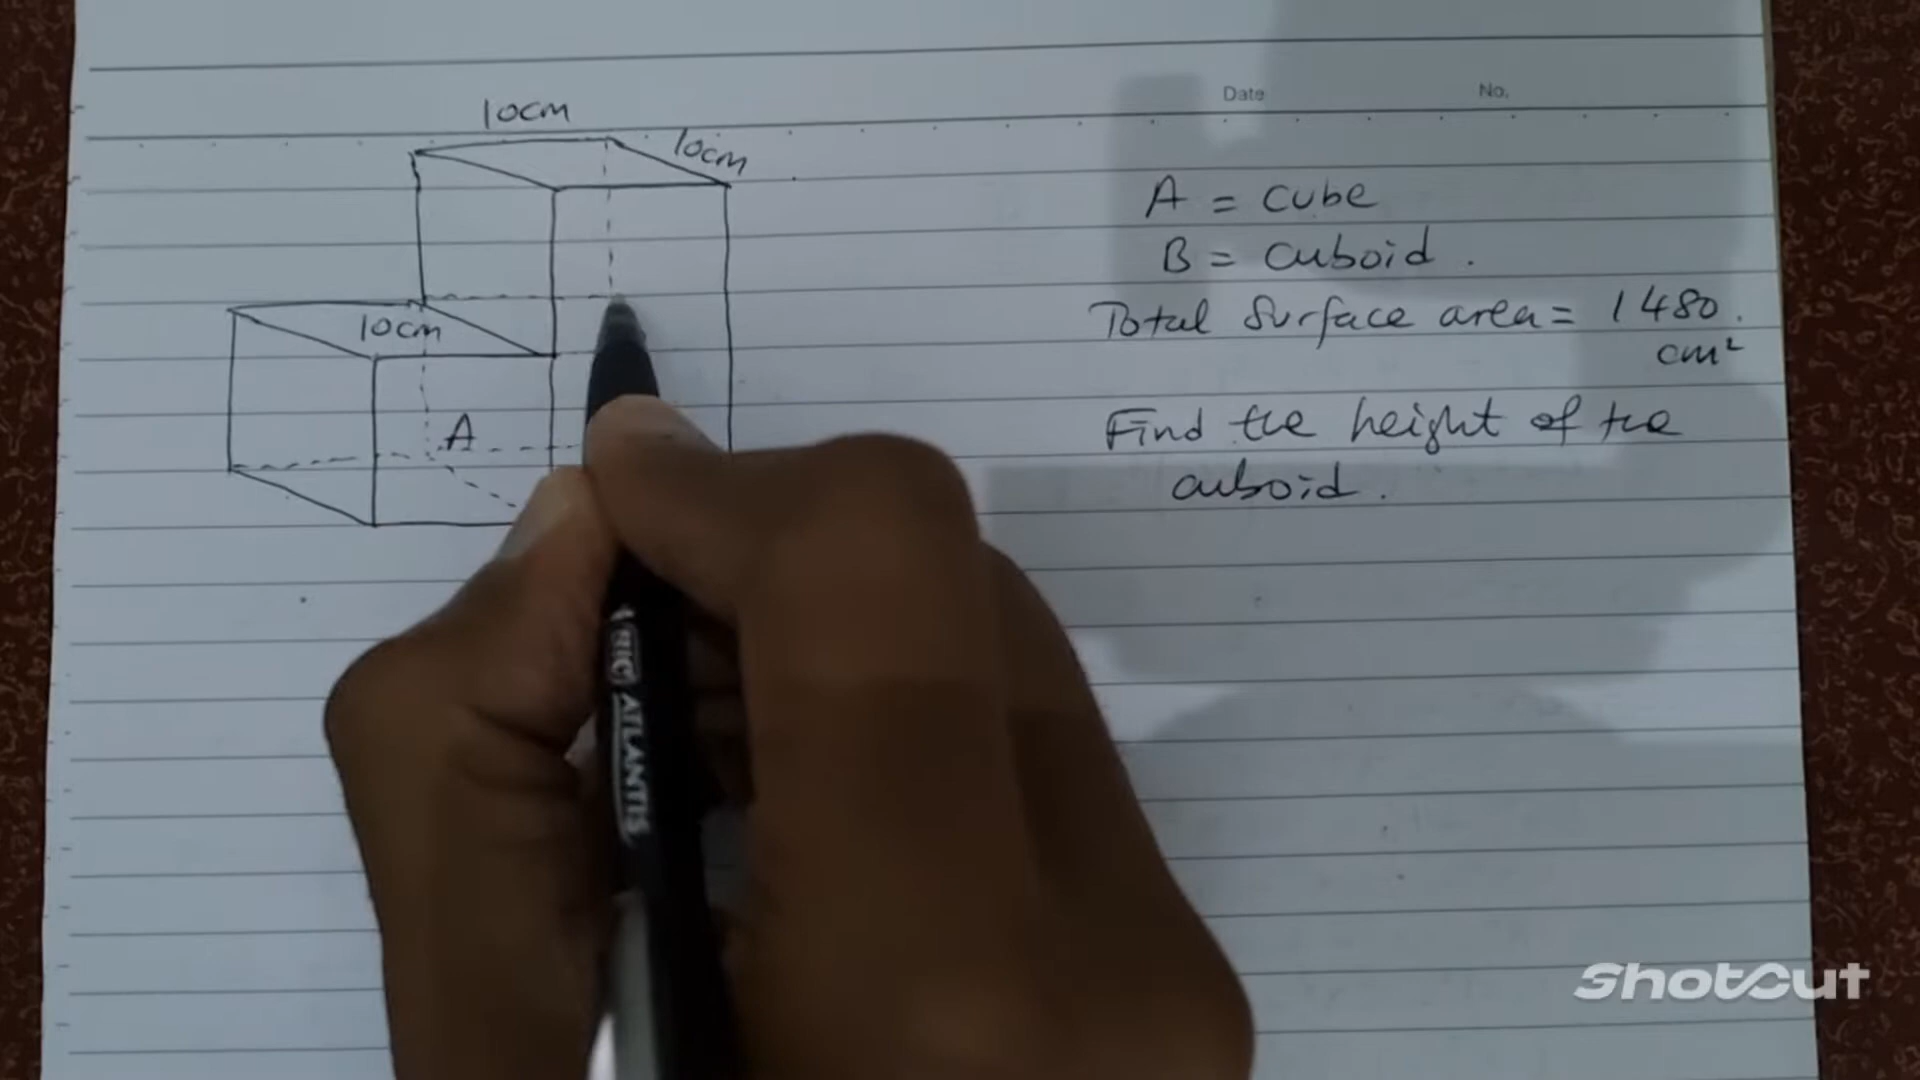 Date
No.
10cm
10cm
10cm
A
A = cube
B = cuboid.
Total Surface area = 1480.
cm²
Find the height of the
cuboid.
BIC ATLANTIS
Shotcut